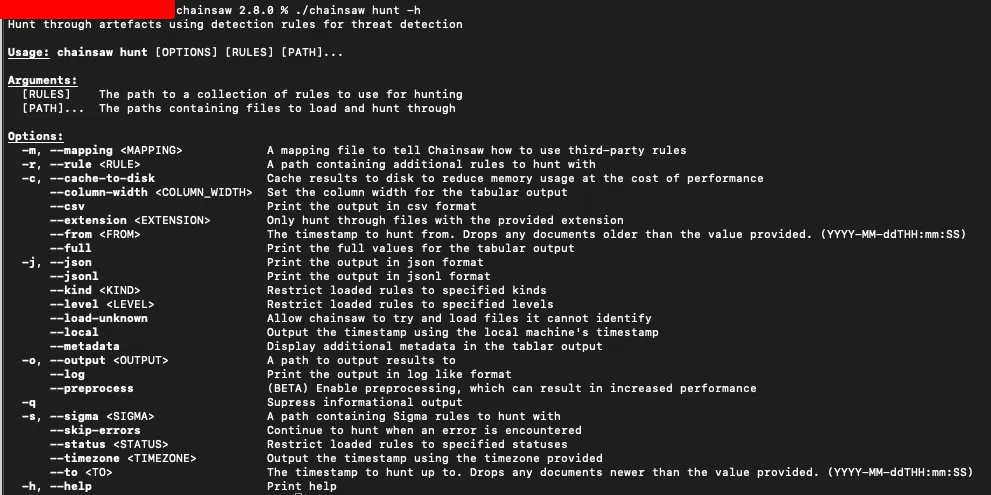 chainsaw 2.8.0 % ./chainsaw hunt -h
Hunt through artefacts using detection rules for threat detection
Usage: chainsaw hunt [OPTIONS] [RULES] [PATH]...
Arguments:
[RULES] The path to a collection of rules to use for hunting
[PATH]... The paths containing files to load and hunt through
Options:
-m, --mapping <MAPPING> A mapping file to tell Chainsaw how to use third-party rules
-r, --rule <RULE> A path containing additional rules to hunt with
-c, --cache-to-disk Cache results to disk to reduce memory usage at the cost of performance
--column-width <COLUMN_WIDTH> Set the column width for the tabular output
--csv Print the output in csv format
--extension <EXTENSION> Only hunt through files with the provided extension
--from <FROM> The timestamp to hunt from. Drops any documents older than the value provided. (YYYY-MM-ddTHH:mm:SS)
--full Print the full values for the tabular output
-j, --json Print the output in json format
--jsonl Print the output in jsonl format
--kind <KIND> Restrict loaded rules to specified kinds
--level <LEVEL> Restrict loaded rules to specified levels
--load-unknown Allow chainsaw to try and load files it cannot identify
--local Output the timestamp using the local machine's timestamp
--metadata Display additional metadata in the tablar output
-o, --output <OUTPUT> A path to output results to
--log Print the output in log like format
--preprocess (BETA) Enable preprocessing, which can result in increased performance
-q Supress informational output
-s, --sigma <SIGMA> A path containing Sigma rules to hunt with
--skip-errors Continue to hunt when an error is encountered
--status <STATUS> Restrict loaded rules to specified statuses
--timezone <TIMEZONE> Output the timestamp using the timezone provided
--to <TO> The timestamp to hunt up to. Drops any documents newer than the value provided. (YYYY-MM-ddTHH:mm:SS)
-h, --help Print help